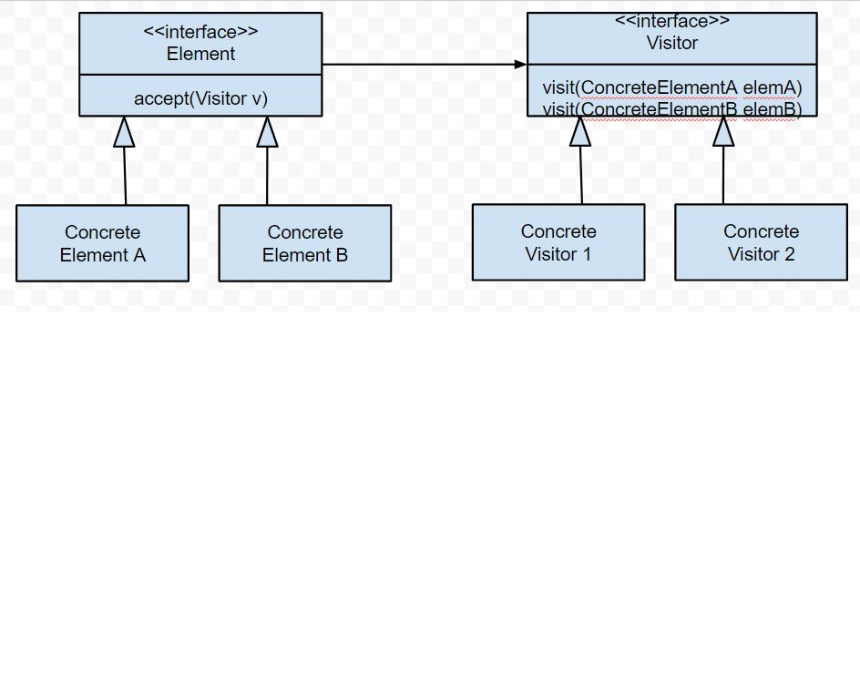 <<interface>>
Element
accept(Visitor v)
<<interface>>
Visitor
visit(ConcreteElementA elemA)
visit(ConcreteElementB elemB)
Concrete
Element A
Concrete
Element B
Concrete
Visitor 1
Concrete
Visitor 2